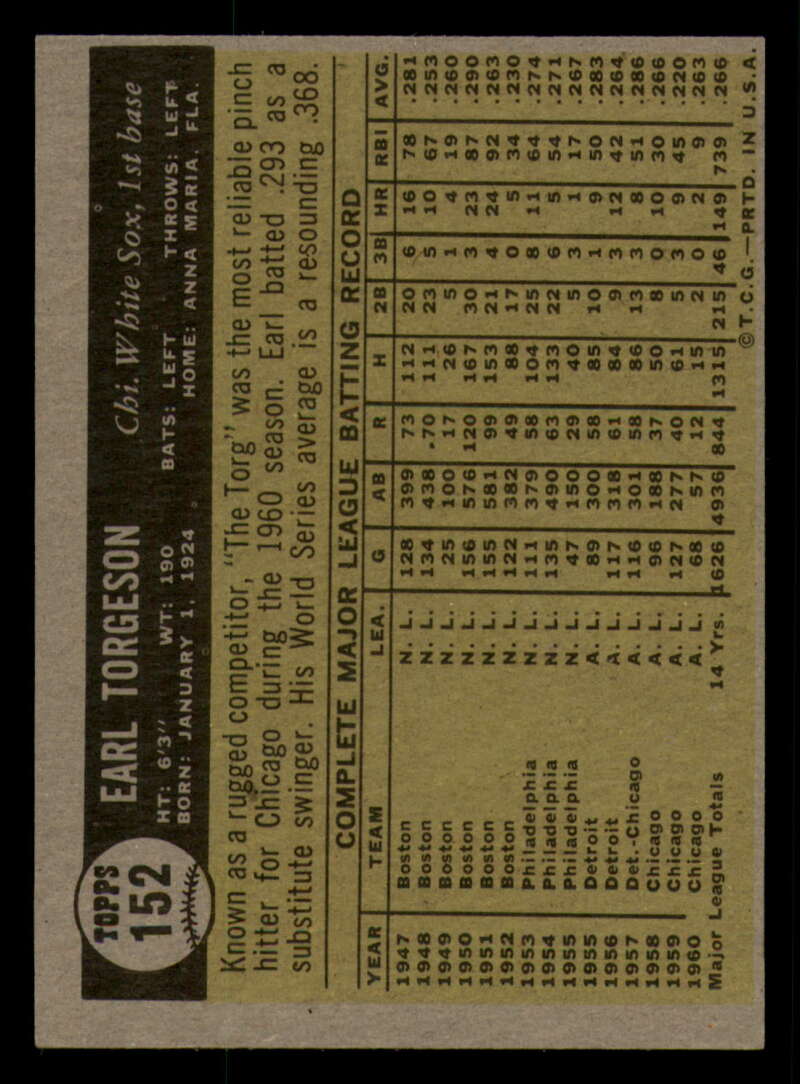 TOPPS
152
EARL TORGESON Chi. White Sox, 1st base
HT: 6'3" WT: 190 BATS: LEFT THROWS: LEFT
BORN: JANUARY 1, 1924 HOME: ANNA MARIA, FLA.
Known as a rugged competitor, "The Torg" was the most reliable pinch
hitter for Chicago during the 1960 season. Earl batted .293 as a
substitute swinger. His World Series average is a resounding .368.
COMPLETE MAJOR LEAGUE BATTING RECORD
YEAR TEAM LEA. G AB R H 2B 3B HR RBI AVG.
1947 Boston N. L. 128 399 73 112 20 6 16 78 .281
1948 Boston N. L. 134 438 .70 111 23 5 10 67 .253
1949 Boston N. L. 25 100 17 26 5 1 4 19 .260
1950 Boston N. L. 156 576 120 167 30 3 23 87 .290
1951 Boston N. L. 155 581 99 153 21 4 24 92 .263
1952 Boston N. L. 122 382 49 88 17 0 5 34 .230
1953 Philadelphia N. L. 111 379 58 104 25 8 11 64 .274
1954 Philadelphia N. L. 135 490 63 133 22 6 5 54 .271
1955 Philadelphia N. L. 47 150 29 40 5 3 1 17 .267
1955 Detroit A. L. 89 300 58 85 10 1 9 50 .283
1956 Detroit A. L. 117 318 61 84 9 3 12 42 .264
1957 Det.-Chicago A. L. 116 301 58 86 13 3 8 51 .286
1958 Chicago A. L. 96 188 37 50 8 0 10 30 .266
1959 Chicago A. L. 127 277 40 61 5 3 9 45 .220
1960 Chicago A. L. 68 57 12 15 2 0 2 9 .263
Major League Totals 14 Yrs. 1626 4936 844 1315 215 46 149 739 .266
©T.C.G.—PRTD. IN U.S.A.